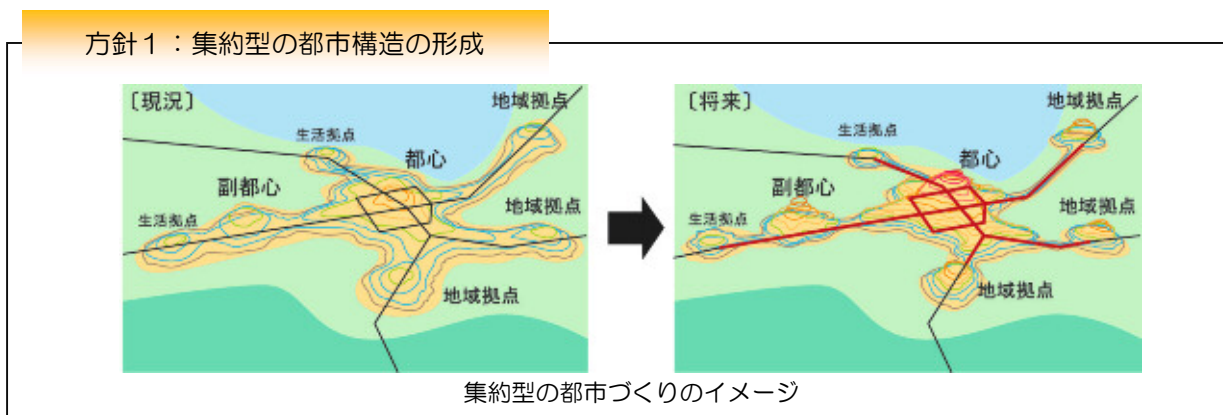 方針1：集約型の都市構造の形成
〔現況〕
地域拠点
生活拠点
都心
副都心
生活拠点
地域拠点
地域拠点
〔将来〕
地域拠点
生活拠点
都心
副都心
生活拠点
地域拠点
地域拠点
集約型の都市づくりのイメージ